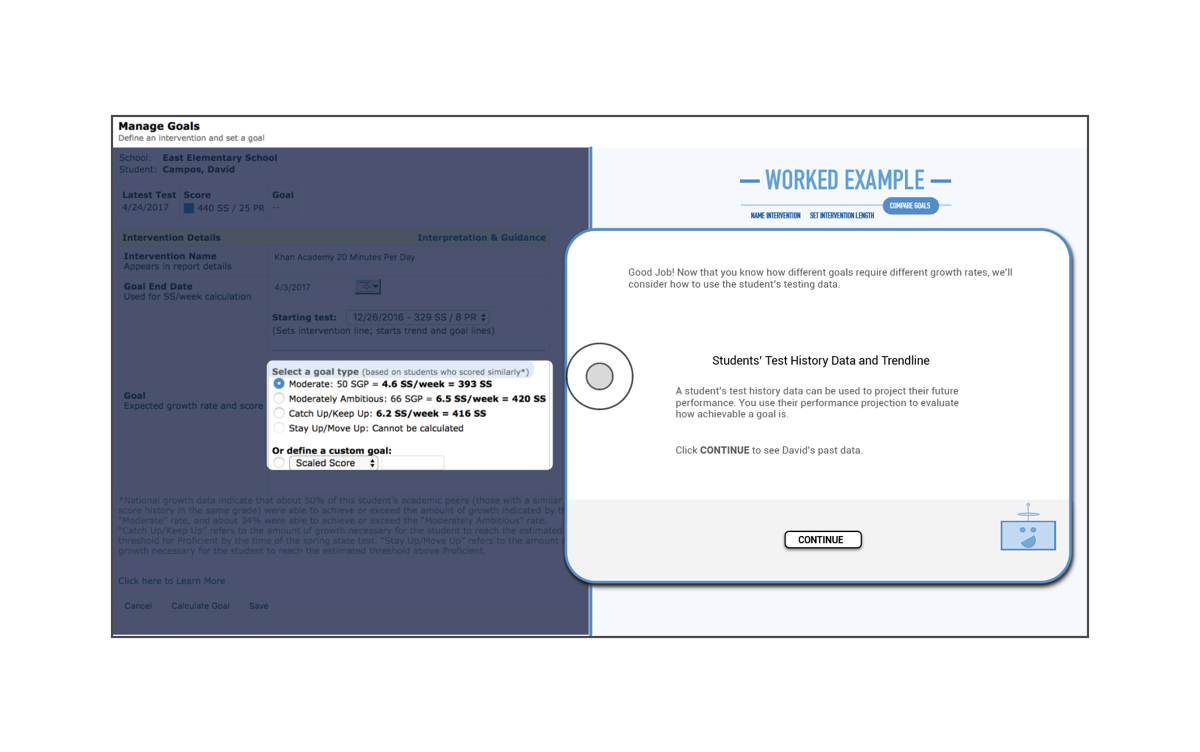 Manage Goals
Define an intervention and set a goal
School: East Elementary School
Student: Campos, David
Latest Test Score Goal
4/24/2017 440 SS / 25 PR --
Intervention Details Interpretation & Guidance
Intervention Name
Appears in report details
Khan Academy 20 Minutes Per Day
Goal End Date
Used for SS/week calculation
4/3/2017
Starting test: 12/26/2016 - 329 SS / 8 PR
(Sets intervention line; starts trend and goal lines)
Goal
Expected growth rate and score
Select a goal type (based on students who scored similarly*)
Moderate: 50 SGP = 4.6 SS/week = 393 SS
Moderately Ambitious: 66 SGP = 6.5 SS/week = 420 SS
Catch Up/Keep Up: 6.2 SS/week = 416 SS
Stay Up/Move Up: Cannot be calculated
Or define a custom goal:
Scaled Score
*National growth data indicate that about 50% of this student's academic peers (those with a similar
score history in the same grade) were able to achieve or exceed the amount of growth indicated by t
"Moderate" rate, and about 34% were able to achieve or exceed the "Moderately Ambitious" rate.
"Catch Up/Keep Up" refers to the amount of growth necessary for the student to reach the estimated
threshold for Proficient by the time of the spring state test. "Stay Up/Move Up" refers to the amount
growth necessary for the student to reach the estimated threshold above Proficient.
Click here to Learn More
Cancel Calculate Goal Save
WORKED EXAMPLE
NAME INTERVENTION SET INTERVENTION LENGTH COMPARE GOALS
Good Job! Now that you know how different goals require different growth rates, we'll
consider how to use the student's testing data.
Students' Test History Data and Trendline
A student's test history data can be used to project their future
performance. You use their performance projection to evaluate
how achievable a goal is.
Click CONTINUE to see David's past data.
CONTINUE